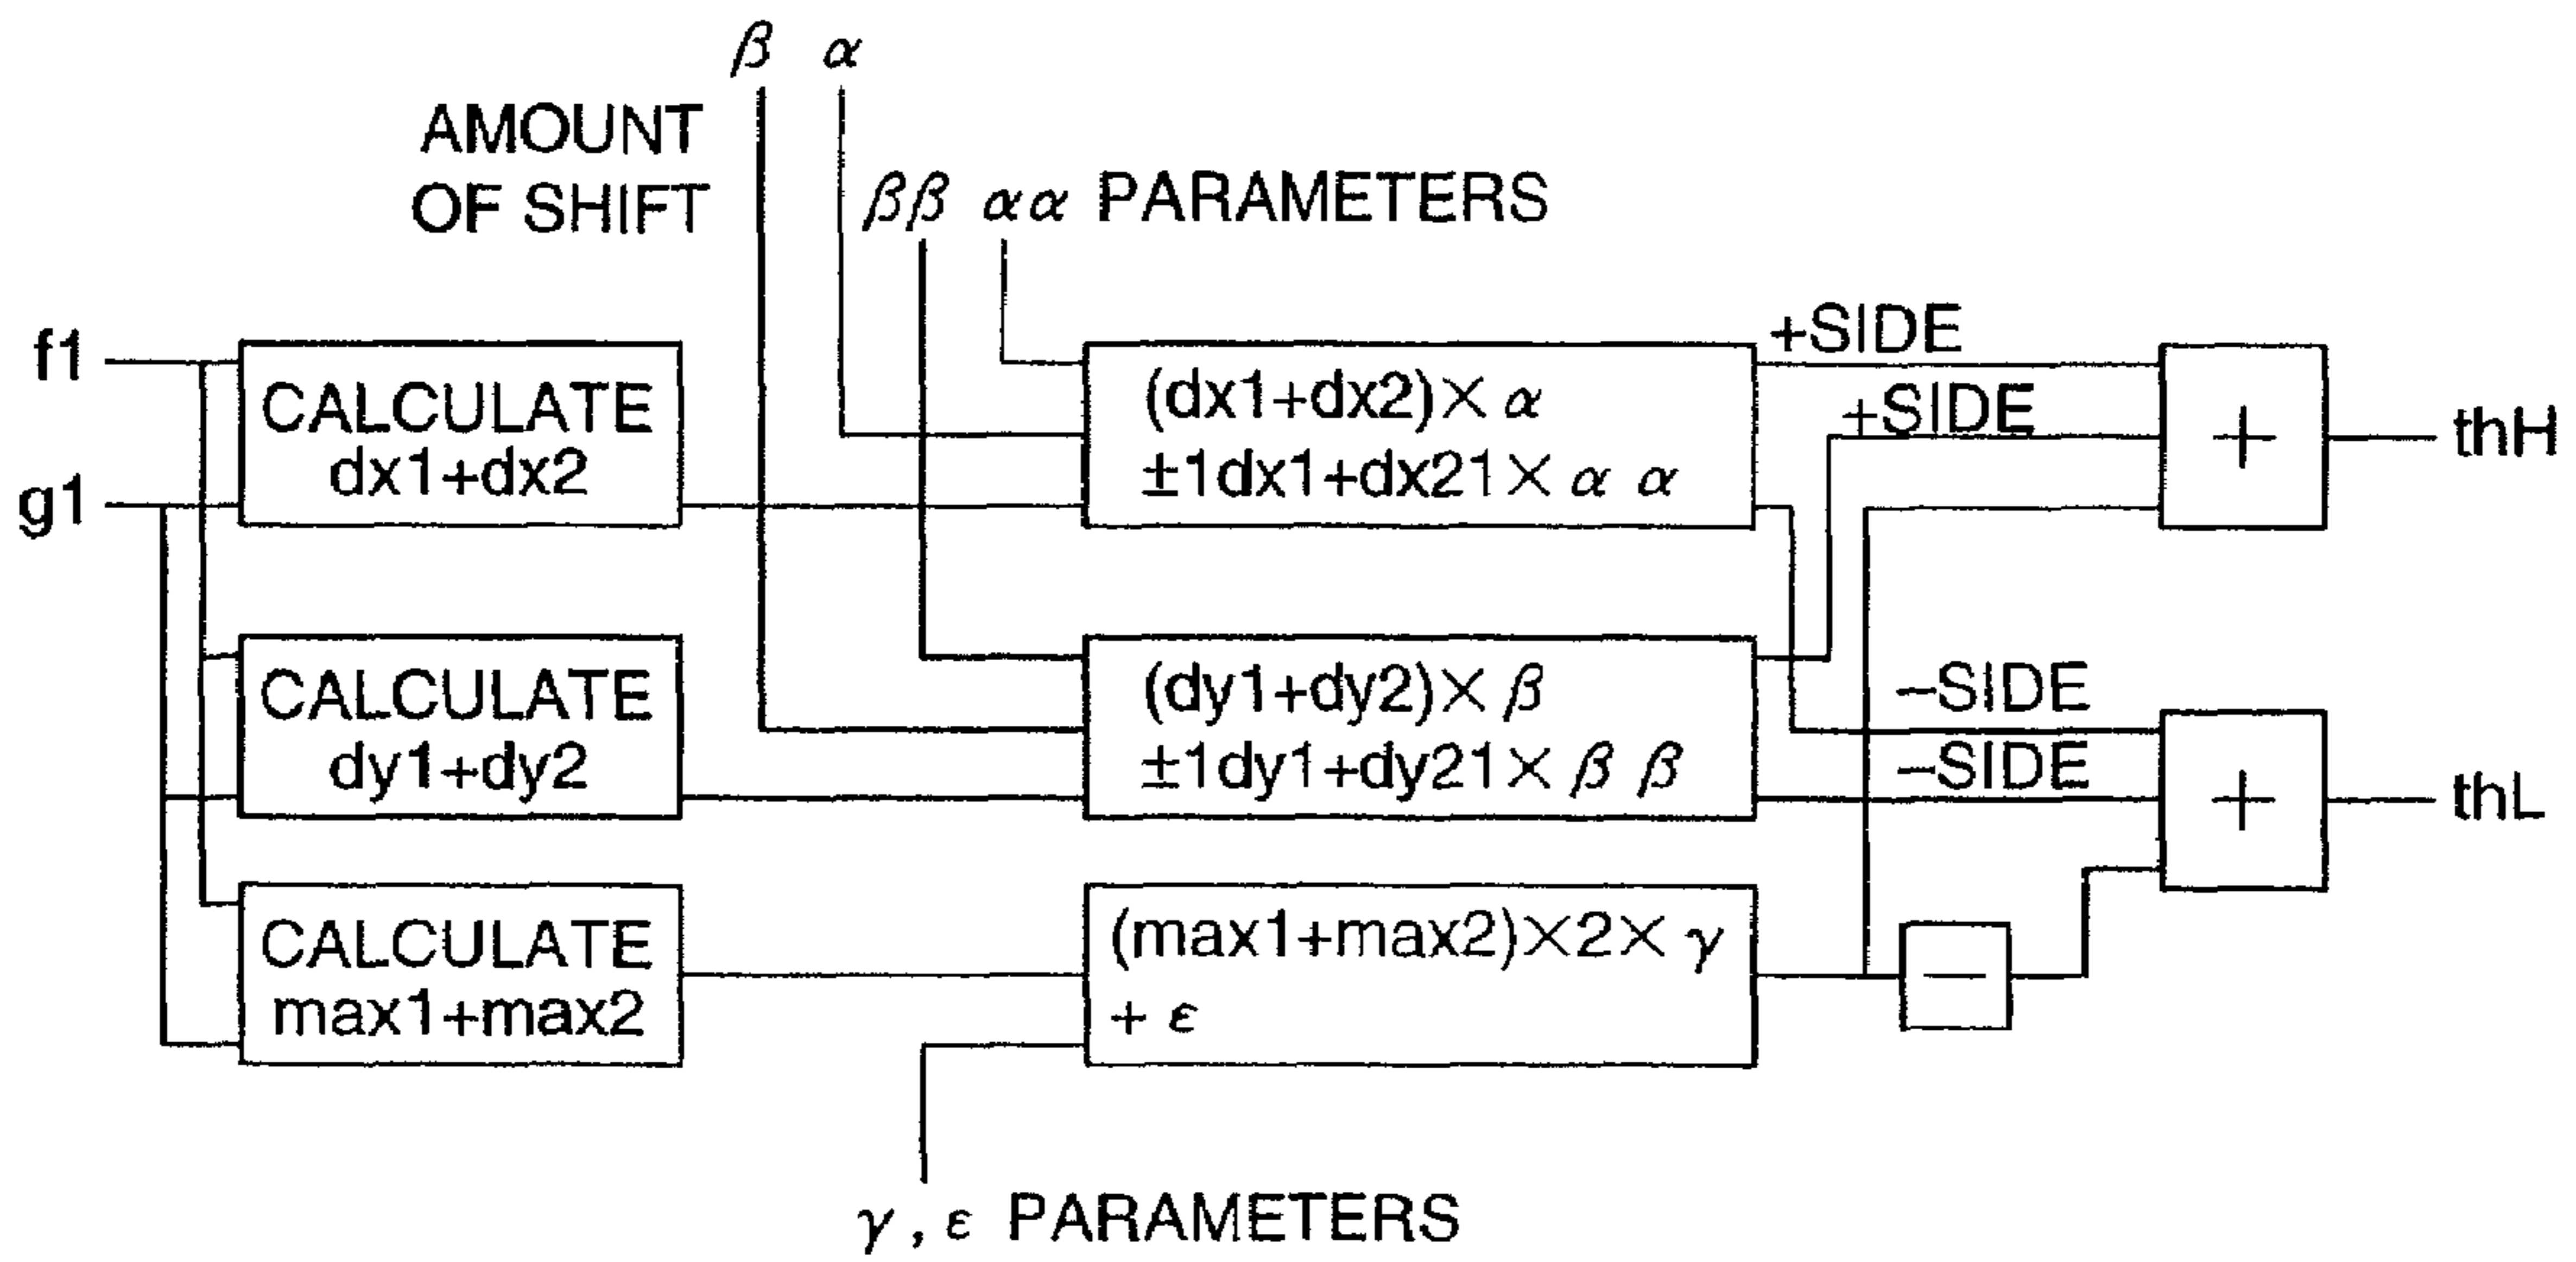 β α
AMOUNT
OF SHIFT
ββ αα PARAMETERS
f1
g1
CALCULATE
dx1+dx2
(dx1+dx2)× α
±1dx1+dx21× α α
+SIDE
+SIDE
+
thH
CALCULATE
dy1+dy2
(dy1+dy2)× β
±1dy1+dy21× β β
−SIDE
−SIDE
+
thL
CALCULATE
max1+max2
(max1+max2)×2× γ
+ ε
−
γ , ε PARAMETERS